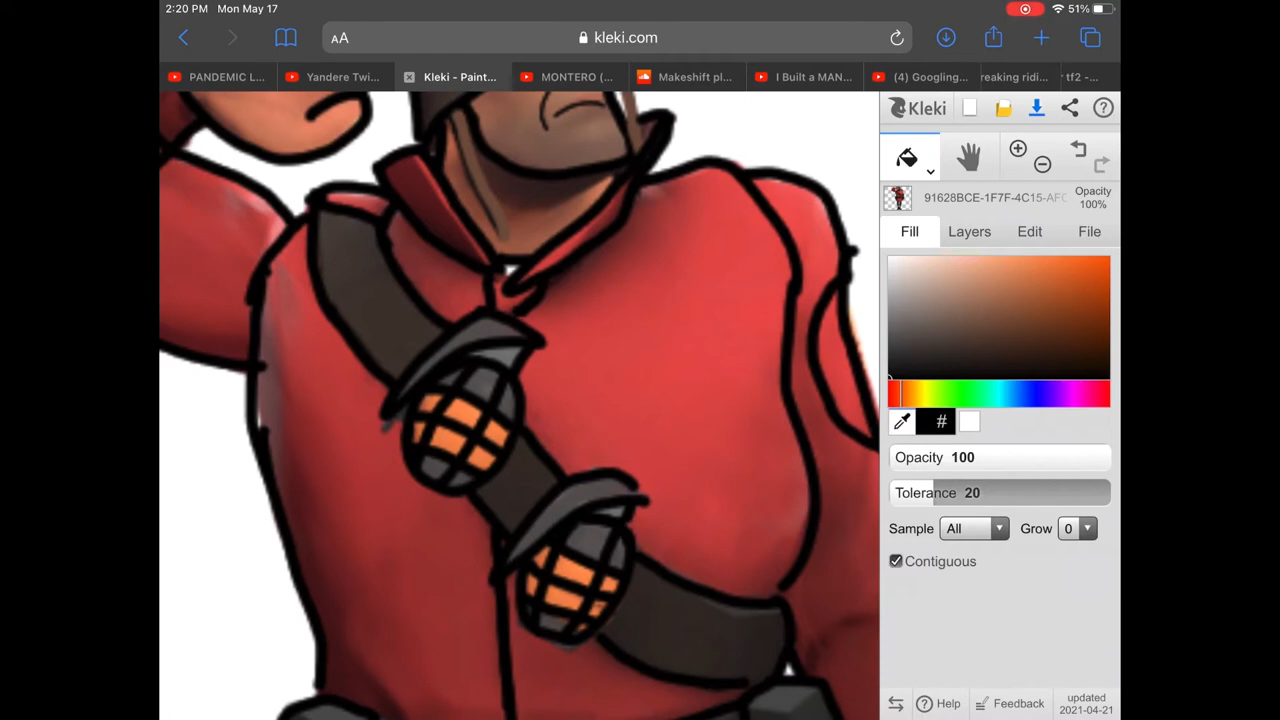 2:20 PM Mon May 17
51%
AA
kleki.com
PANDEMIC L...
Yandere Twi...
Kleki - Paint...
MONTERO (...
Makeshift pl...
I Built a MAN...
(4) Googling...
reaking ridi...
tf2 -...
Kleki
?
91628BCE-1F7F-4C15-AFC
Opacity
100%
Fill
Layers
Edit
File
#
Opacity 100
Tolerance 20
Sample All
Grow 0
Contiguous
? Help
Feedback
updated
2021-04-21